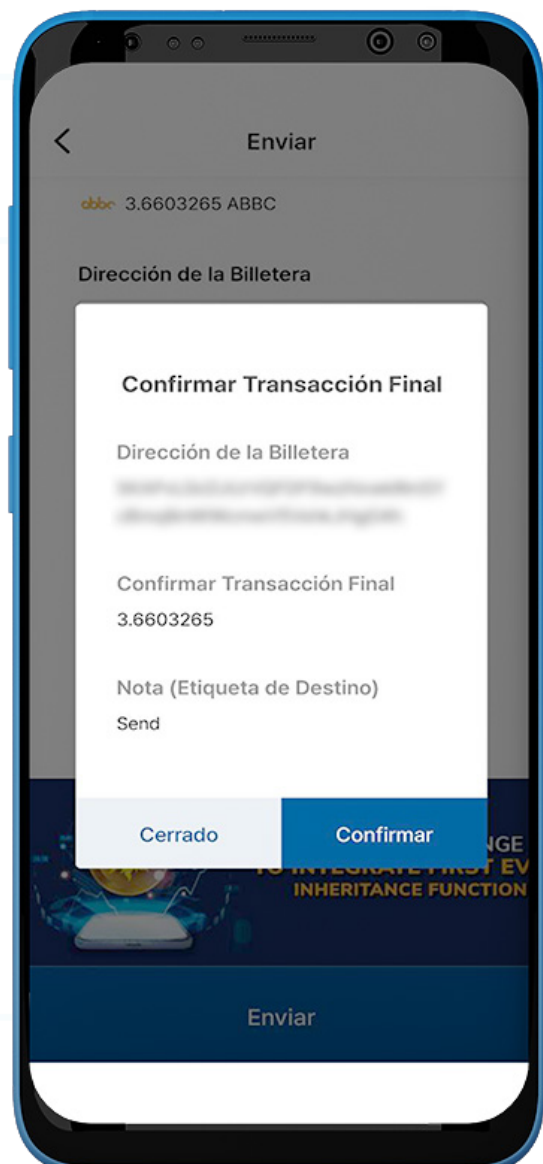 Enviar
abbc 3.6603265 ABBC
Dirección de la Billetera
Confirmar Transacción Final
Dirección de la Billetera
Confirmar Transacción Final
3.6603265
Nota (Etiqueta de Destino)
Send
Cerrado
Confirmar
INHERITANCE FUNCTION
Enviar